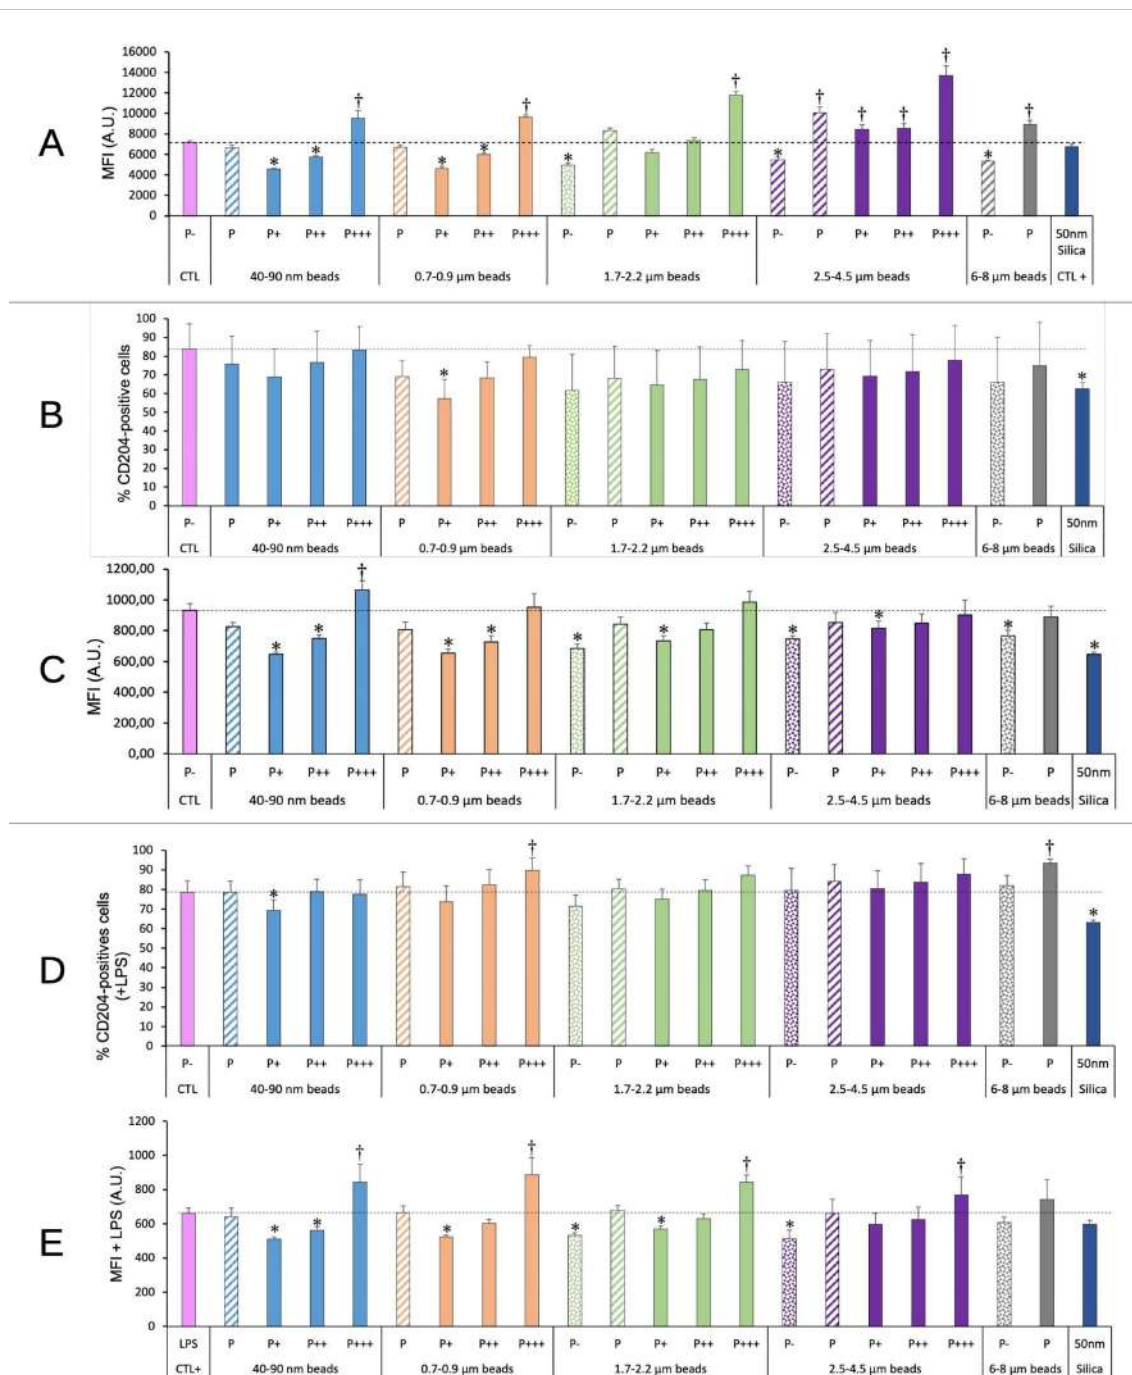 A
MFI (A.U.)
16000
14000
12000
10000
8000
6000
4000
2000
0
* * † * * † * † * † † † † * †
P- P P+ P++ P+++ P P+ P++ P+++ P- P P+ P++ P+++ P- P P+ P++ P+++ P- P 50nm
Silica
CTL 40-90 nm beads 0.7-0.9 µm beads 1.7-2.2 µm beads 2.5-4.5 µm beads 6-8 µm beads CTL +
B
% CD204-positive cells
100
90
80
70
60
50
40
30
20
10
0
* *
P- P P+ P++ P+++ P P+ P++ P+++ P- P P+ P++ P+++ P- P P+ P++ P+++ P- P 50nm
CTL 40-90 nm beads 0.7-0.9 µm beads 1.7-2.2 µm beads 2.5-4.5 µm beads 6-8 µm beads Silica
C
MFI (A.U.)
1200,00
1000,00
800,00
600,00
400,00
200,00
0,00
* * † * * * * * * * *
P- P P+ P++ P+++ P P+ P++ P+++ P- P P+ P++ P+++ P- P P+ P++ P+++ P- P 50nm
CTL 40-90 nm beads 0.7-0.9 µm beads 1.7-2.2 µm beads 2.5-4.5 µm beads 6-8 µm beads Silica
D
% CD204-positives cells
(+LPS)
100
90
80
70
60
50
40
30
20
10
0
* † † *
P- P P+ P++ P+++ P P+ P++ P+++ P- P P+ P++ P+++ P- P P+ P++ P+++ P- P 50nm
CTL 40-90 nm beads 0.7-0.9 µm beads 1.7-2.2 µm beads 2.5-4.5 µm beads 6-8 µm beads Silica
E
MFI + LPS (A.U.)
1200
1000
800
600
400
200
0
* * † * † * * † * †
LPS P P+ P++ P+++ P P+ P++ P+++ P- P P+ P++ P+++ P- P P+ P++ P+++ P- P 50nm
CTL+ 40-90 nm beads 0.7-0.9 µm beads 1.7-2.2 µm beads 2.5-4.5 µm beads 6-8 µm beads Silica